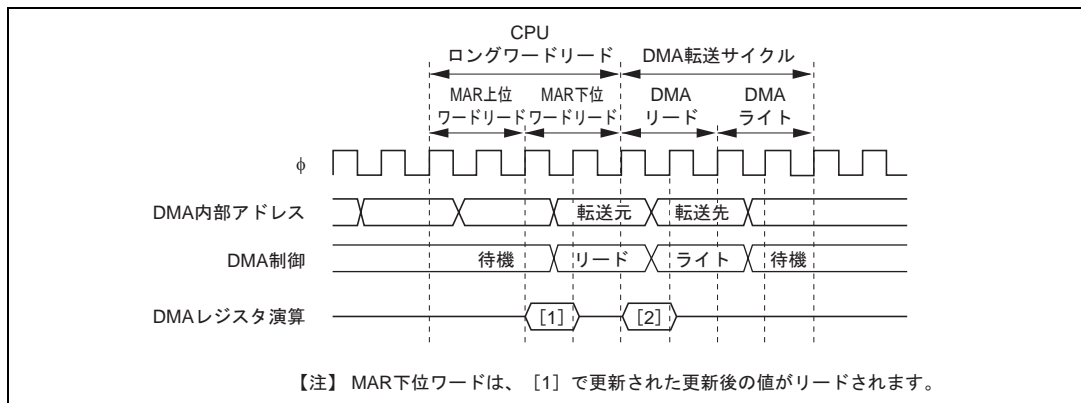 CPU
ロングワードリード
DMA転送サイクル
MAR上位
ワードリード
MAR下位
ワードリード
DMA
リード
DMA
ライト
φ
DMA内部アドレス
転送元
転送先
DMA制御
待機
リード
ライト
待機
DMAレジスタ演算
[1]
[2]
【注】 MAR下位ワードは、［1］で更新された更新後の値がリードされます。